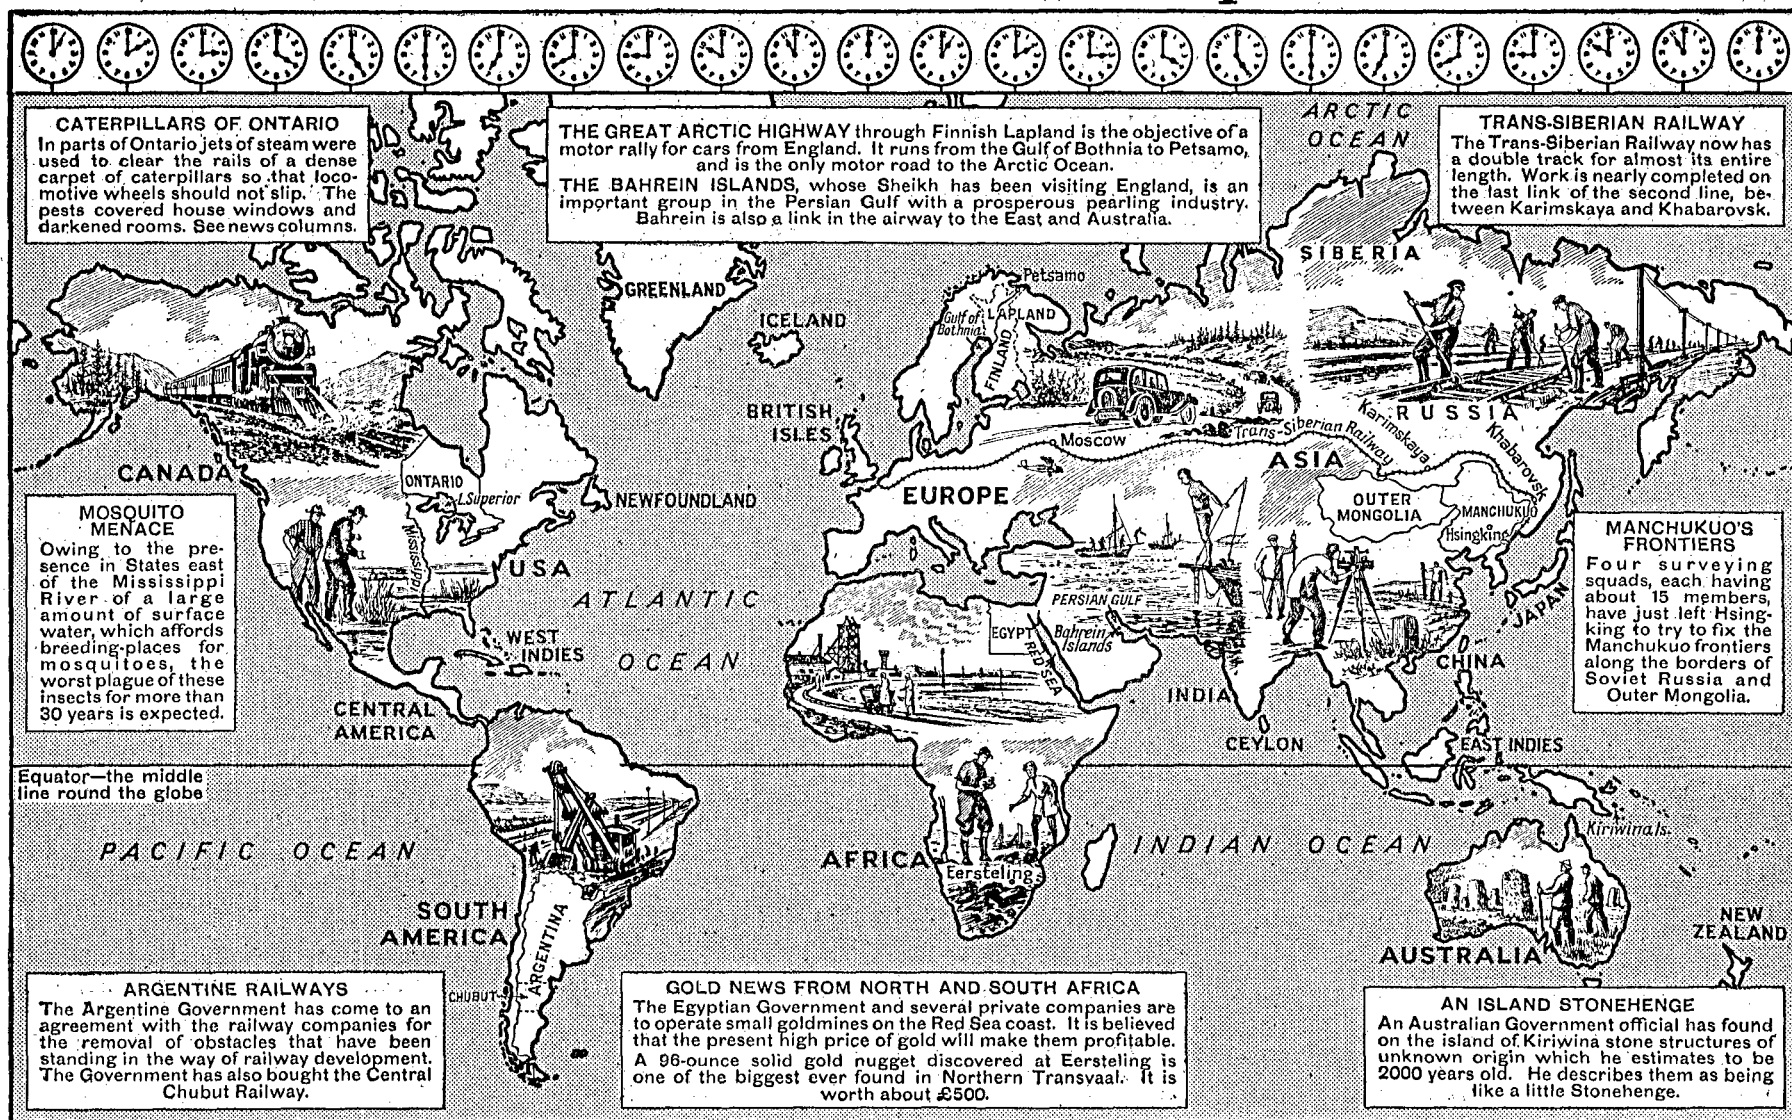 CATERPILLARS OF ONTARIO
In parts of Ontario jets of steam were
used to clear the rails of a dense
carpet of caterpillars so that loco-
motive wheels should not slip. The
pests covered house windows and
darkened rooms. See news columns.
THE GREAT ARCTIC HIGHWAY through Finnish Lapland is the objective of a
motor rally for cars from England. It runs from the Gulf of Bothnia to Petsamo,
and is the only motor road to the Arctic Ocean.
THE BAHREIN ISLANDS, whose Sheikh has been visiting England, is an
important group in the Persian Gulf with a prosperous pearling industry.
Bahrein is also a link in the airway to the East and Australia.
ARCTIC
OCEAN
TRANS-SIBERIAN RAILWAY
The Trans-Siberian Railway now has
a double track for almost its entire
length. Work is nearly completed on
the last link of the second line, be-
tween Karimskaya and Khabarovsk.
SIBERIA
GREENLAND
Petsamo
ICELAND
Gulf of
Bothnia
LAPLAND
FINLAND
BRITISH
ISLES
RUSSIA
Moscow
Trans-Siberian Railway
Karimskaya
Khabarovsk
CANADA
ONTARIO
L.Superior
NEWFOUNDLAND
EUROPE
ASIA
OUTER
MONGOLIA
MANCHUKUO
Hsingking
MOSQUITO
MENACE
Owing to the pre-
sence in States east
of the Mississippi
River of a large
amount of surface
water, which affords
breeding-places for
mosquitoes, the
worst plague of these
insects for more than
30 years is expected.
Mississippi
USA
ATLANTIC
OCEAN
WEST
INDIES
PERSIAN GULF
EGYPT
RED SEA
Bahrein
Islands
JAPAN
CHINA
INDIA
CEYLON
EAST INDIES
MANCHUKUO'S
FRONTIERS
Four surveying
squads, each having
about 15 members,
have just left Hsing-
king to try to fix the
Manchukuo frontiers
along the borders of
Soviet Russia and
Outer Mongolia.
CENTRAL
AMERICA
Equator—the middle
line round the globe
PACIFIC OCEAN
AFRICA
Eersteling
INDIAN OCEAN
Kiriwina Is.
SOUTH
AMERICA
ARGENTINA
CHUBUT
AUSTRALIA
NEW
ZEALAND
ARGENTINE RAILWAYS
The Argentine Government has come to an
agreement with the railway companies for
the removal of obstacles that have been
standing in the way of railway development.
The Government has also bought the Central
Chubut Railway.
GOLD NEWS FROM NORTH AND SOUTH AFRICA
The Egyptian Government and several private companies are
to operate small goldmines on the Red Sea coast. It is believed
that the present high price of gold will make them profitable.
A 96-ounce solid gold nugget discovered at Eersteling is
one of the biggest ever found in Northern Transvaal. It is
worth about £500.
AN ISLAND STONEHENGE
An Australian Government official has found
on the island of Kiriwina stone structures of
unknown origin which he estimates to be
2000 years old. He describes them as being
like a little Stonehenge.